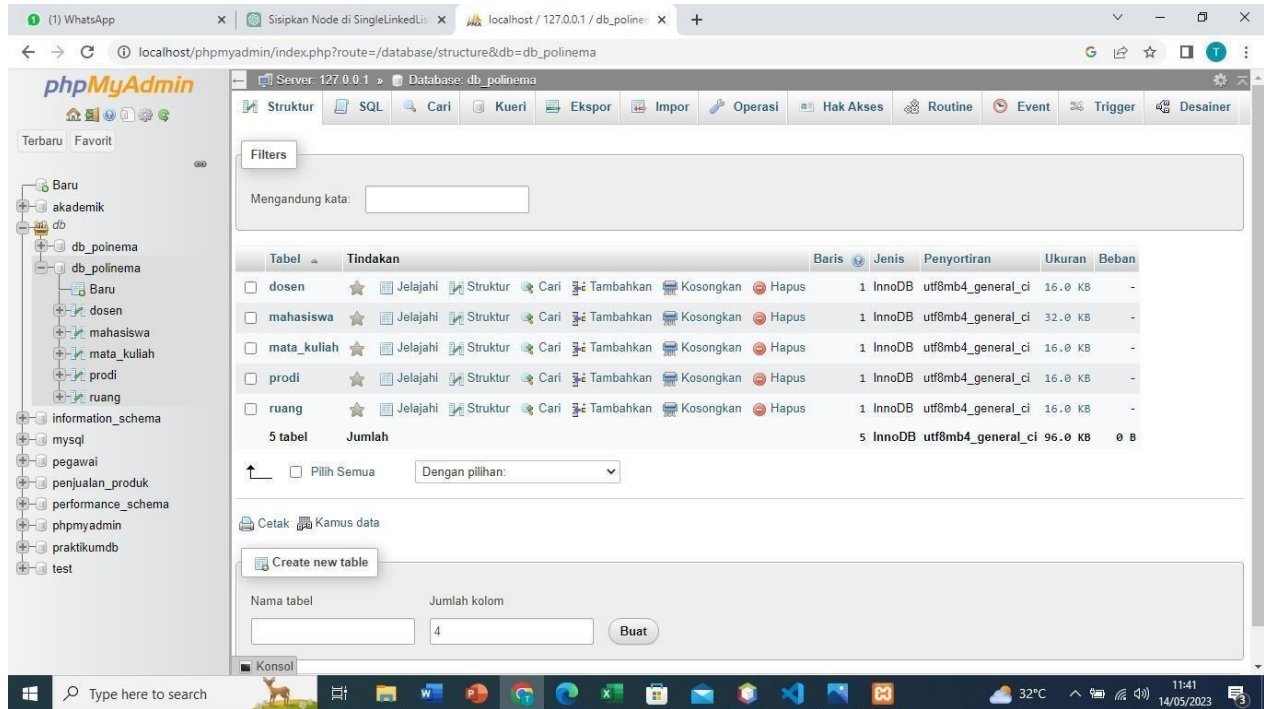 (1) WhatsApp
Sisipkan Node di SingleLinkedLis
localhost / 127.0.0.1 / db_polinem
localhost/phpmyadmin/index.php?route=/database/structure&db=db_polinema
T
phpMyAdmin
Terbaru Favorit
Baru
akademik
db
db_poinema
db_polinema
Baru
dosen
mahasiswa
mata_kuliah
prodi
ruang
information_schema
mysql
pegawai
penjualan_produk
performance_schema
phpmyadmin
praktikumdb
test
Server: 127.0.0.1 » Database: db_polinema
Struktur SQL Cari Kueri Ekspor Impor Operasi Hak Akses Routine Event Trigger Desainer
Filters
Mengandung kata:
Tabel Tindakan Baris Jenis Penyortiran Ukuran Beban
dosen Jelajahi Struktur Cari Tambahkan Kosongkan Hapus 1 InnoDB utf8mb4_general_ci 16.0 KB -
mahasiswa Jelajahi Struktur Cari Tambahkan Kosongkan Hapus 1 InnoDB utf8mb4_general_ci 32.0 KB -
mata_kuliah Jelajahi Struktur Cari Tambahkan Kosongkan Hapus 1 InnoDB utf8mb4_general_ci 16.0 KB -
prodi Jelajahi Struktur Cari Tambahkan Kosongkan Hapus 1 InnoDB utf8mb4_general_ci 16.0 KB -
ruang Jelajahi Struktur Cari Tambahkan Kosongkan Hapus 1 InnoDB utf8mb4_general_ci 16.0 KB -
5 tabel Jumlah 5 InnoDB utf8mb4_general_ci 96.0 KB 0 B
Pilih Semua Dengan pilihan:
Cetak Kamus data
Create new table
Nama tabel Jumlah kolom
4 Buat
Konsol
Type here to search
32°C
11:41
14/05/2023
3